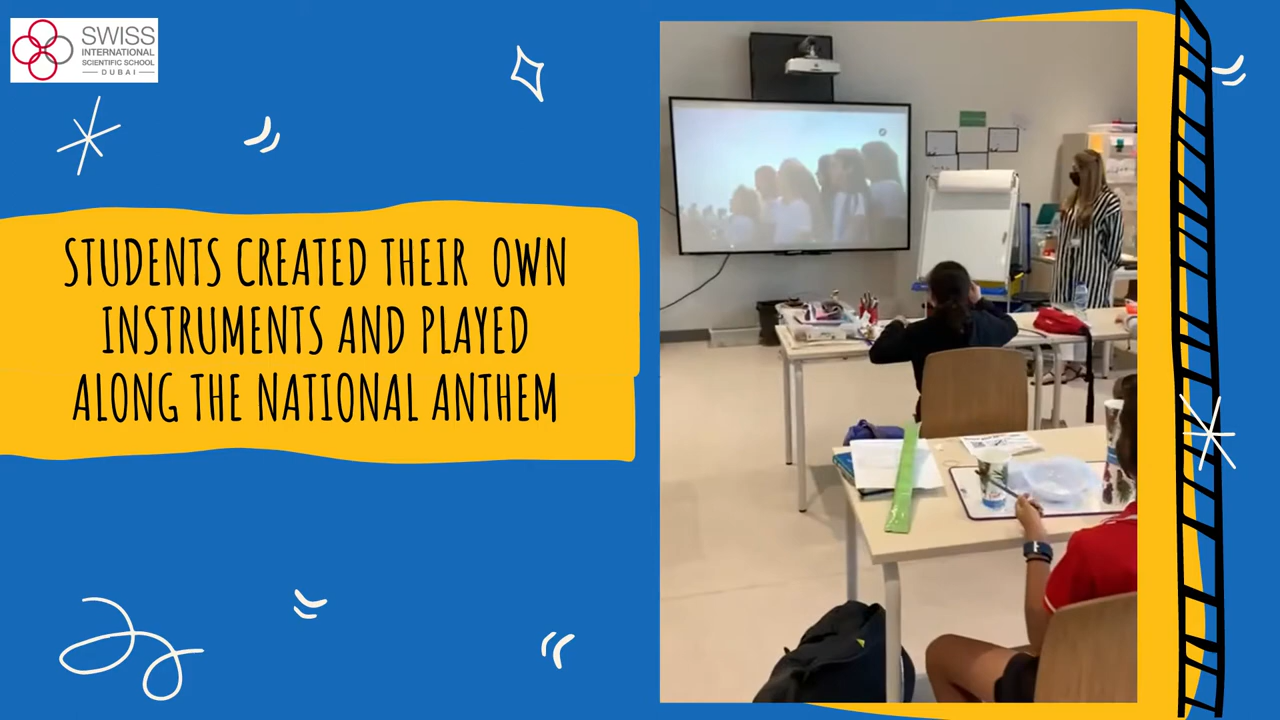 SWISS
INTERNATIONAL
SCIENTIFIC SCHOOL
DUBAI
STUDENTS CREATED THEIR OWN
INSTRUMENTS AND PLAYED
ALONG THE NATIONAL ANTHEM